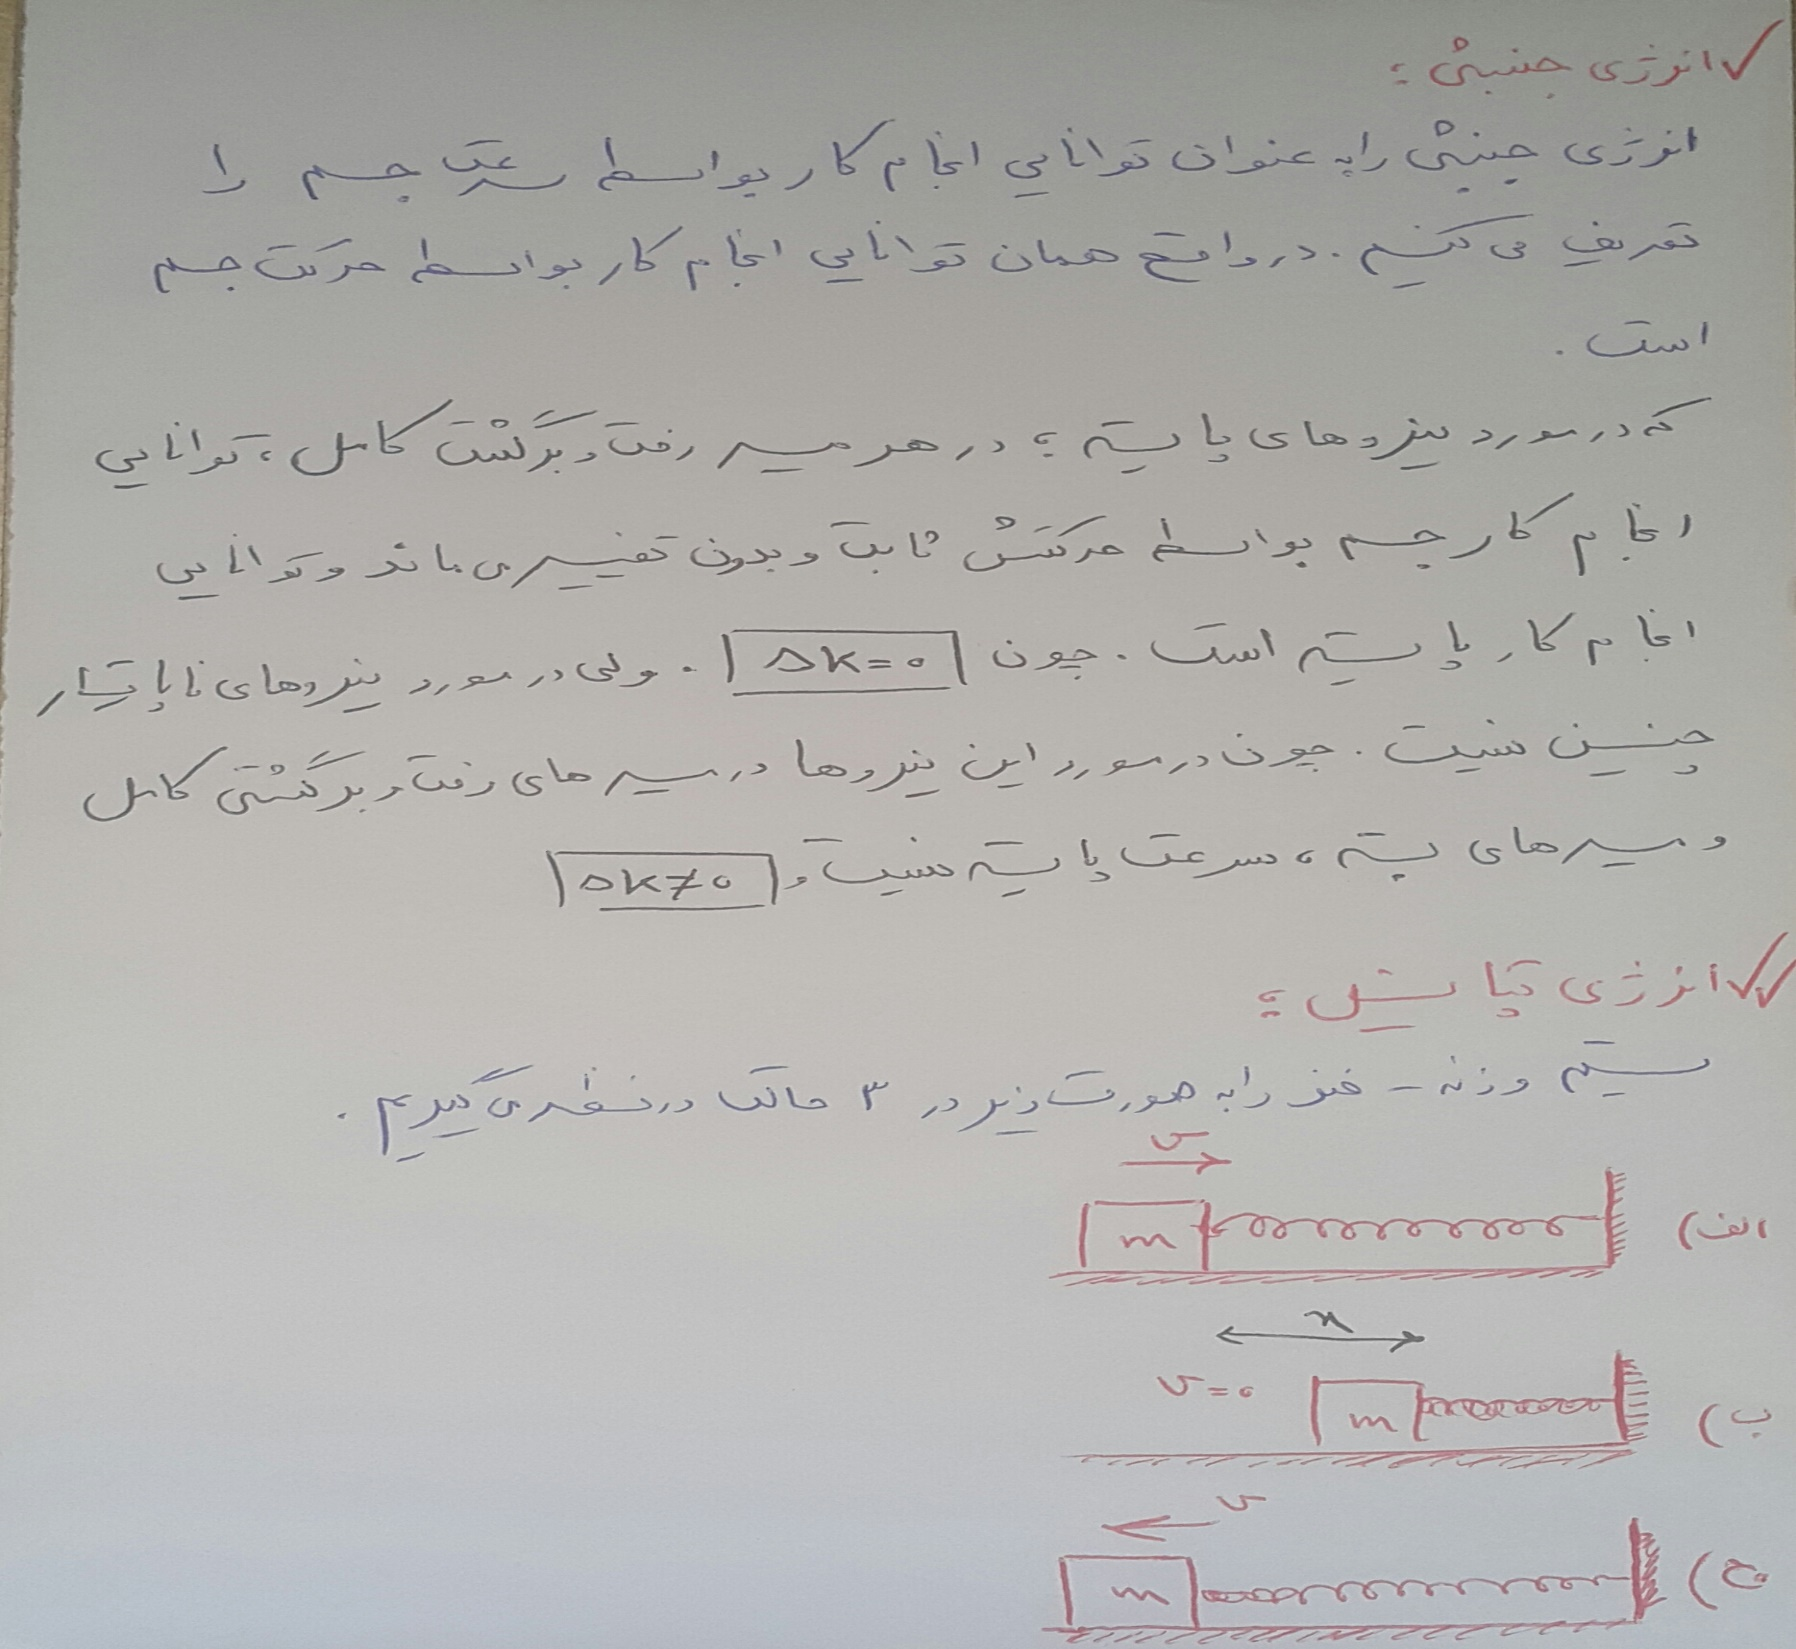 انرژی جنبشی :
انرژی جنبشی را به عنوان توانایی انجام کار بواسطه سرعت جسم را
تعریف می کنیم . در واقع همان توانایی انجام کار بواسطه حرکت جسم
است .
که در مورد نیروهای پایسته ؛ در هر مسیر رفت و برگشت کامل ، توانایی
انجام کار جسم بواسطه حرکتش ثابت و بدون تغییر می ماند و توانایی
انجام کار پایسته است . چون ΔK=0 . ولی در مورد نیروهای ناپایستار
چنین نیست . چون در مورد این نیروها در مسیرهای رفت و برگشتی کامل
و مسیرهای بسته ، سرعت پایسته نیست و ΔK≠0
انرژی تپایش :
سیستم وزنه - فنر را به صورت زیر در ۳ حالت در نظر می گیریم .
v
الف) m
x
v=0
ب) m
v
ج) m